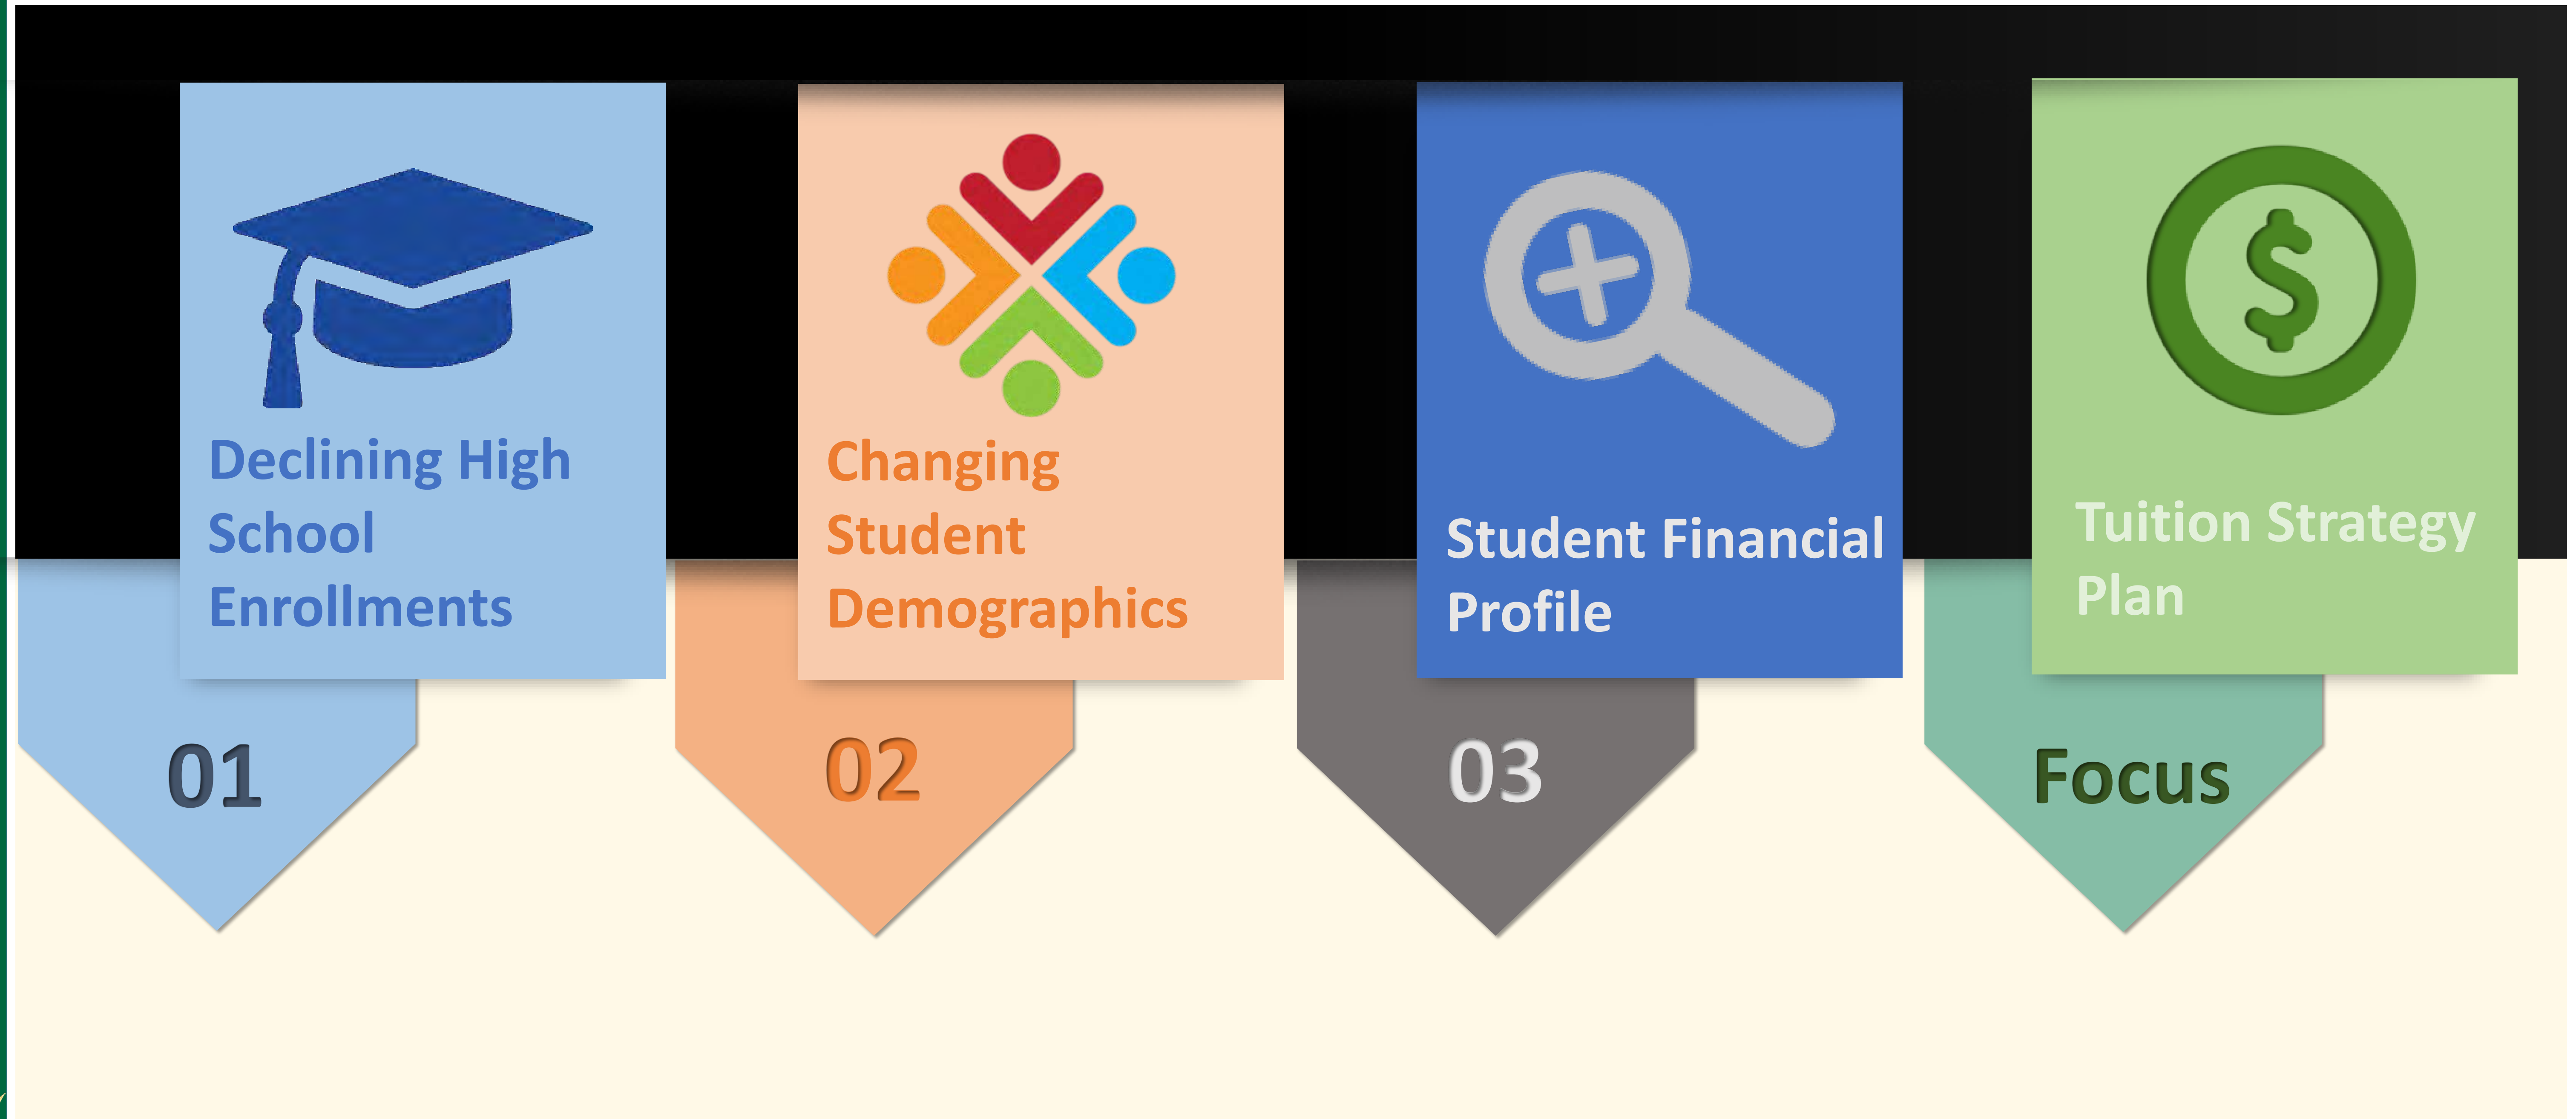 Declining High
School
Enrollments
01
Changing
Student
Demographics
02
Student Financial
Profile
03
Tuition Strategy
Plan
Focus